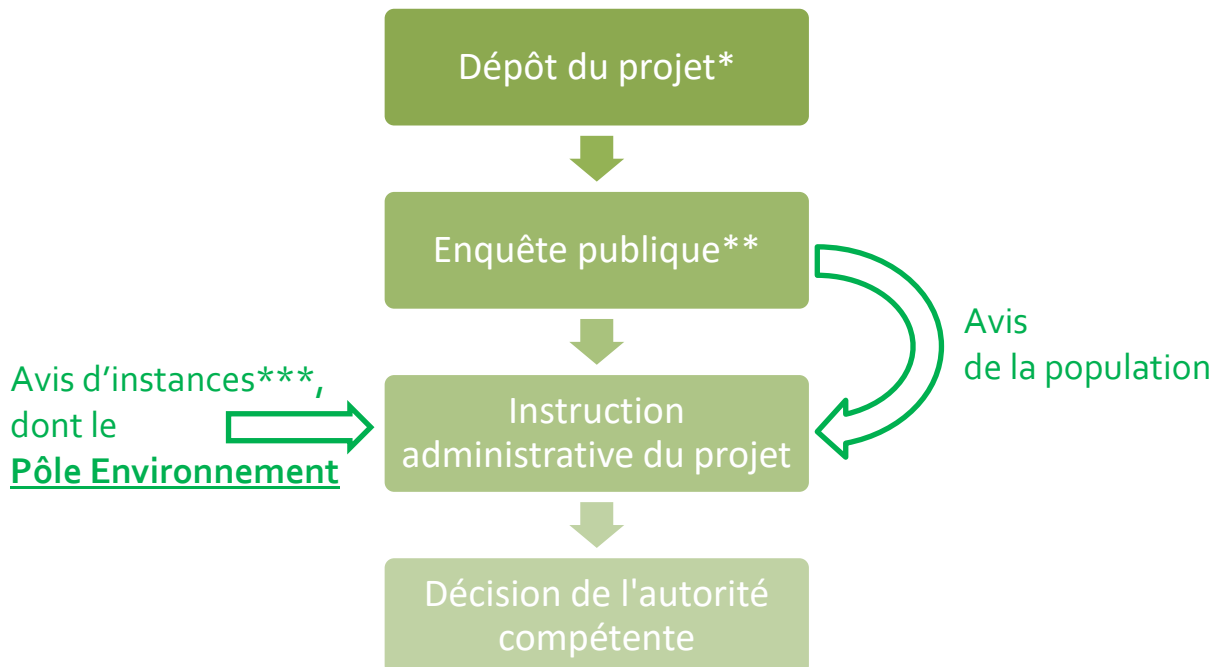 Dépôt du projet*
Enquête publique**
Avis
de la population
Avis d’instances***,
dont le
Pôle Environnement
Instruction
administrative du projet
Décision de l'autorité
compétente